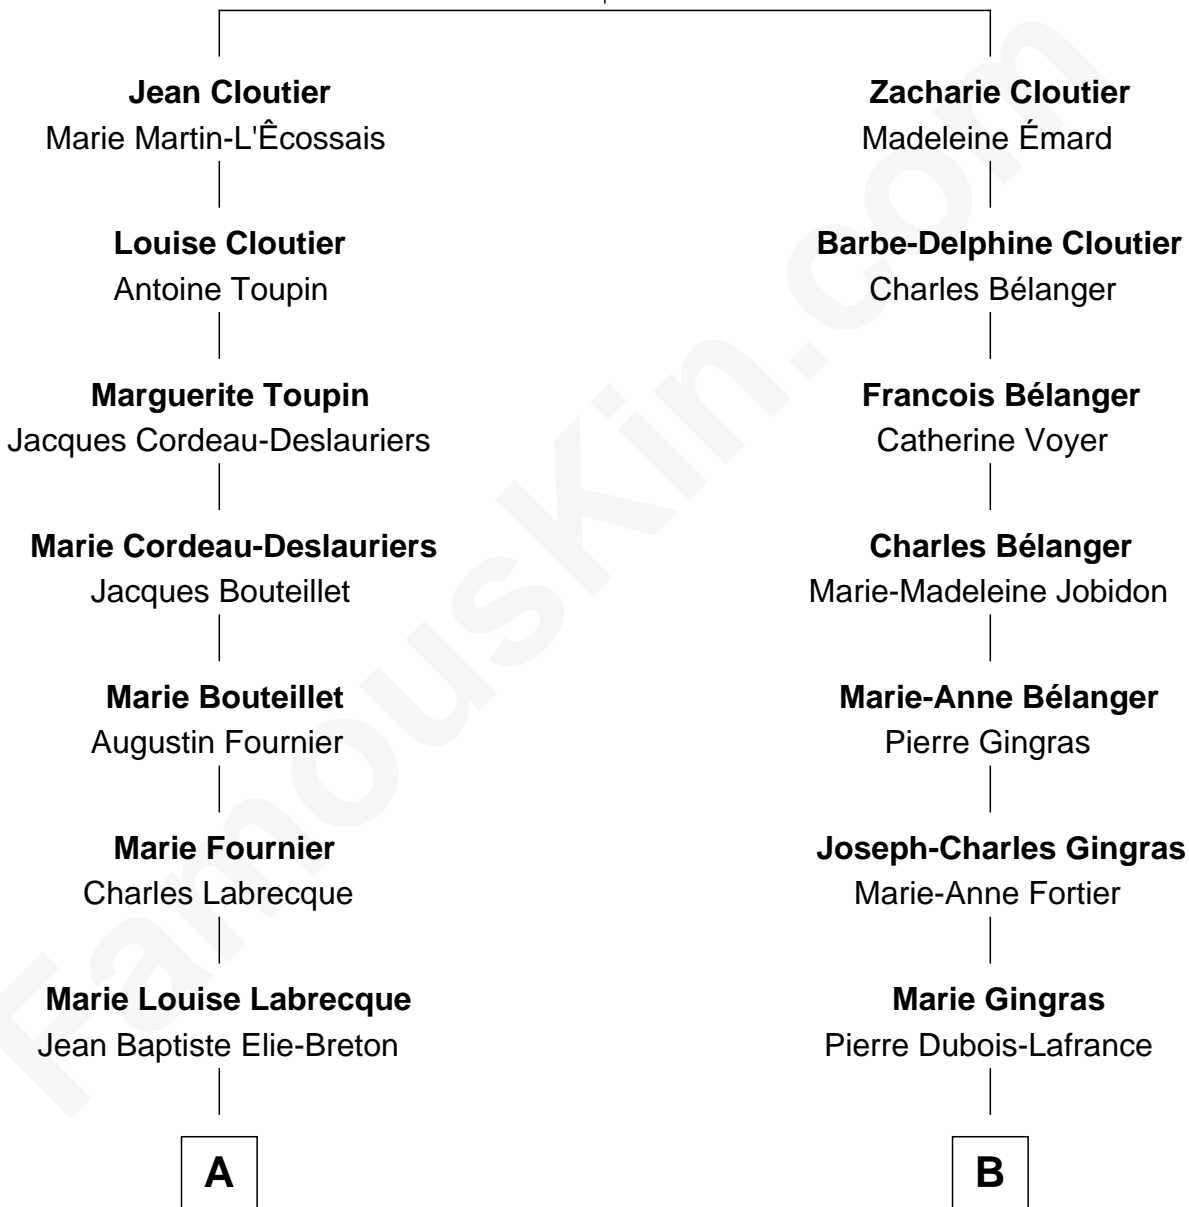 Jean Cloutier
Marie Martin-L'Êcossais
Louise Cloutier
Antoine Toupin
Marguerite Toupin
Jacques Cordeau-Deslauriers
Marie Cordeau-Deslauriers
Jacques Bouteillet
Marie Bouteillet
Augustin Fournier
Marie Fournier
Charles Labrecque
Marie Louise Labrecque
Jean Baptiste Elie-Breton
A
Zacharie Cloutier
Madeleine Émard
Barbe-Delphine Cloutier
Charles Bélanger
Francois Bélanger
Catherine Voyer
Charles Bélanger
Marie-Madeleine Jobidon
Marie-Anne Bélanger
Pierre Gingras
Joseph-Charles Gingras
Marie-Anne Fortier
Marie Gingras
Pierre Dubois-Lafrance
B
FamousKin.com